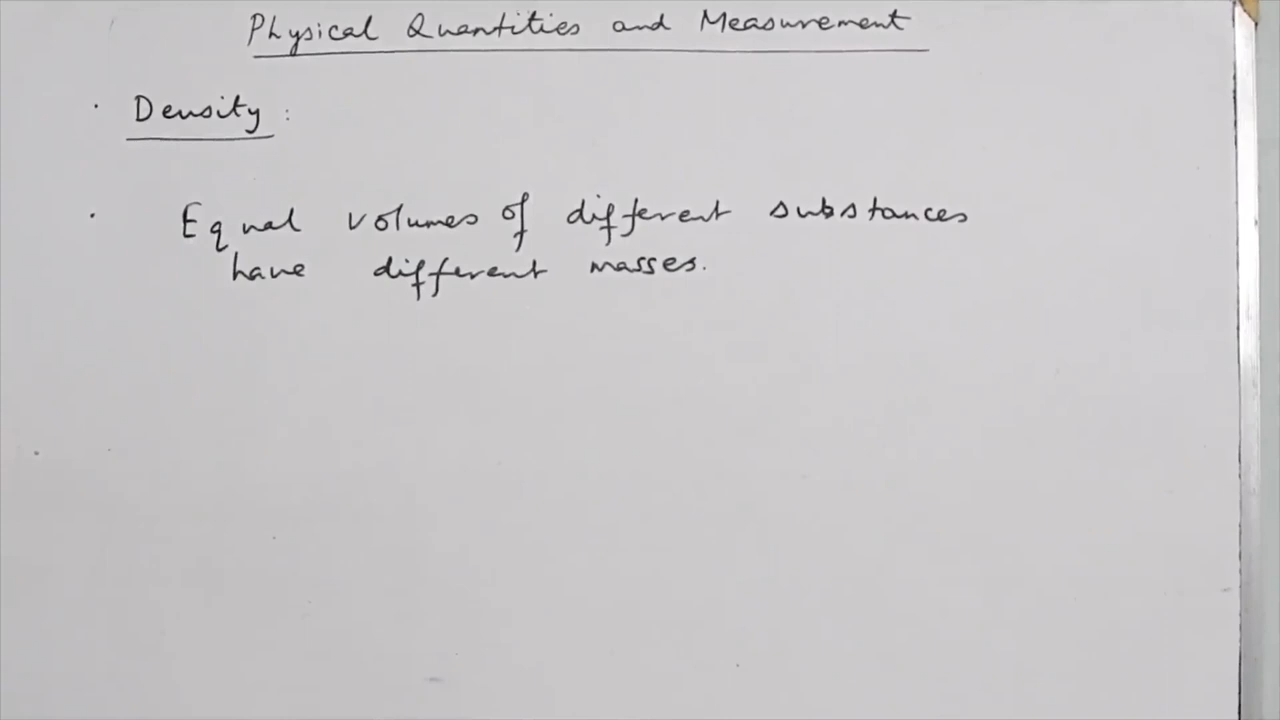 Physical Quantities and Measurement
· Density :
· Equal volumes of different substances
have different masses.